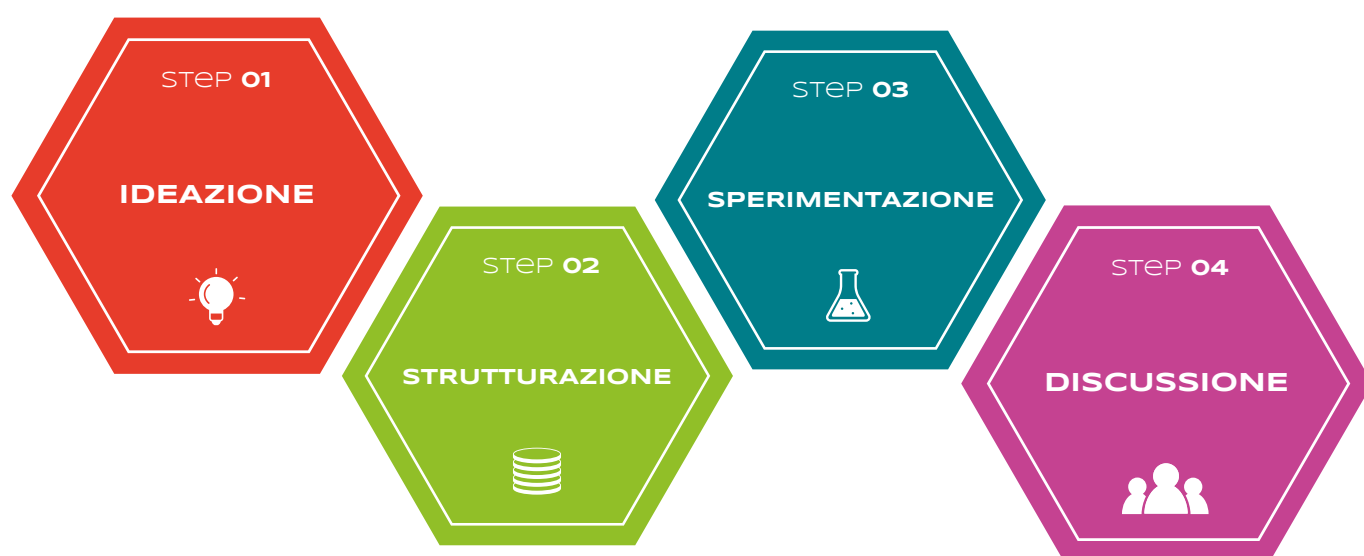 STEP 01
IDEAZIONE
STEP 02
STRUTTURAZIONE
STEP 03
SPERIMENTAZIONE
STEP 04
DISCUSSIONE